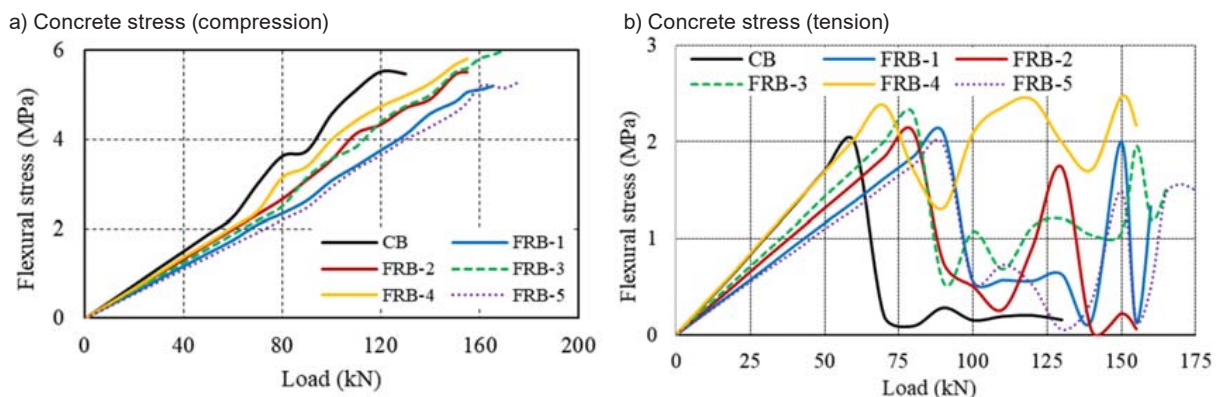 a) Concrete stress (compression)
Flexural stress (MPa)
6
4
2
0
CB
FRB-1
FRB-2
FRB-3
FRB-4
FRB-5
0 40 80 120 160 200
Load (kN)
b) Concrete stress (tension)
Flexural stress (MPa)
3
2
1
0
CB
FRB-1
FRB-2
FRB-3
FRB-4
FRB-5
0 25 50 75 100 125 150 175
Load (kN)